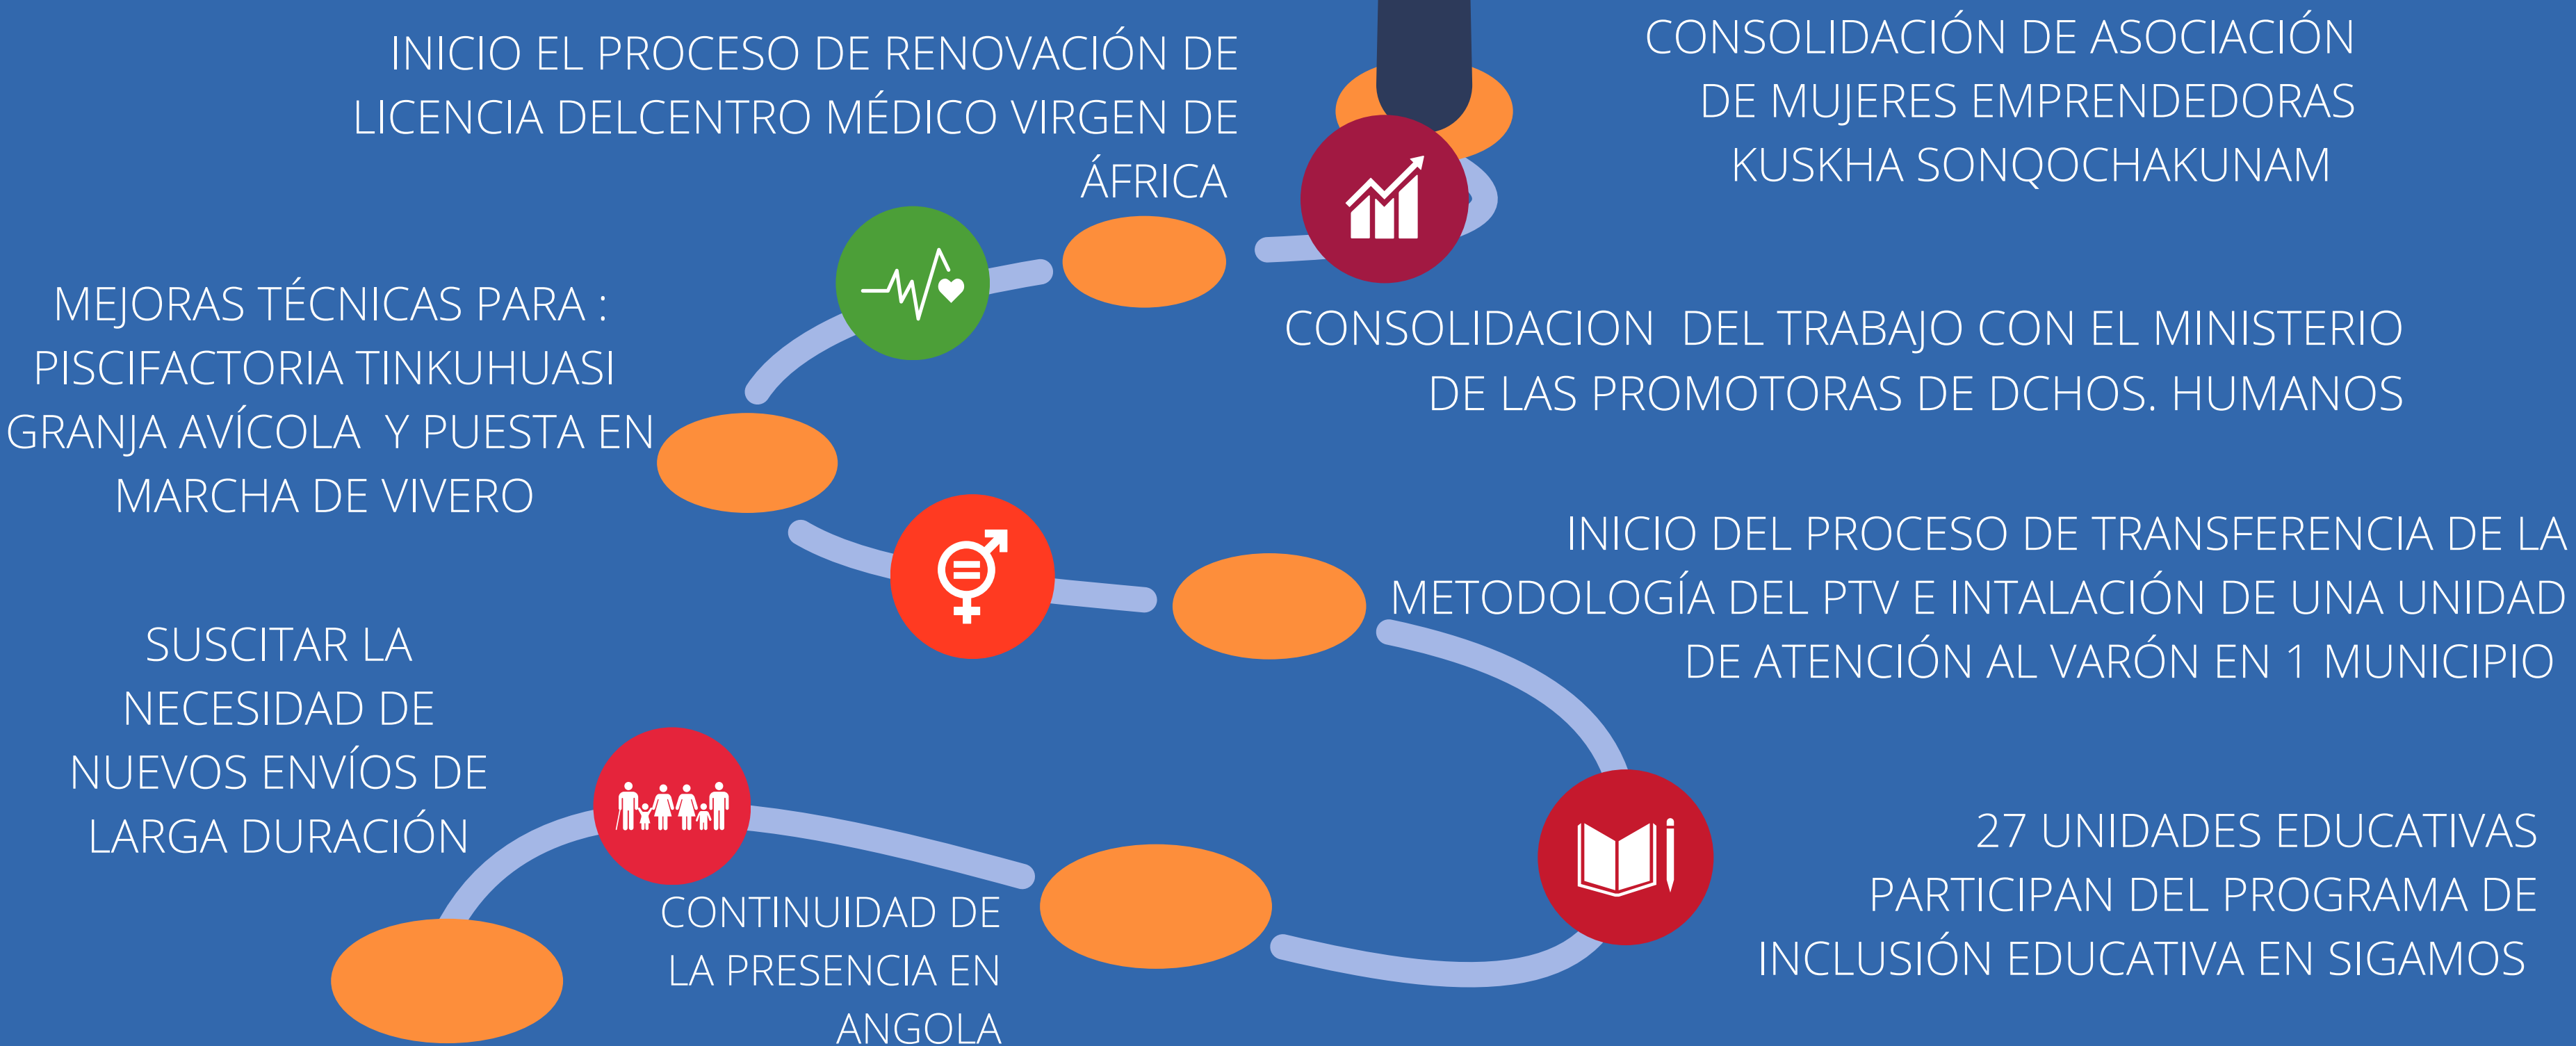 INICIO EL PROCESO DE RENOVACIÓN DE
LICENCIA DELCENTRO MÉDICO VIRGEN DE
ÁFRICA
CONSOLIDACIÓN DE ASOCIACIÓN
DE MUJERES EMPRENDEDORAS
KUSKHA SONQOCHAKUNAM
MEJORAS TÉCNICAS PARA :
PISCIFACTORIA TINKUHUASI
GRANJA AVÍCOLA Y PUESTA EN
MARCHA DE VIVERO
CONSOLIDACION DEL TRABAJO CON EL MINISTERIO
DE LAS PROMOTORAS DE DCHOS. HUMANOS
INICIO DEL PROCESO DE TRANSFERENCIA DE LA
METODOLOGÍA DEL PTV E INTALACIÓN DE UNA UNIDAD
DE ATENCIÓN AL VARÓN EN 1 MUNICIPIO
SUSCITAR LA
NECESIDAD DE
NUEVOS ENVÍOS DE
LARGA DURACIÓN
CONTINUIDAD DE
LA PRESENCIA EN
ANGOLA
27 UNIDADES EDUCATIVAS
PARTICIPAN DEL PROGRAMA DE
INCLUSIÓN EDUCATIVA EN SIGAMOS